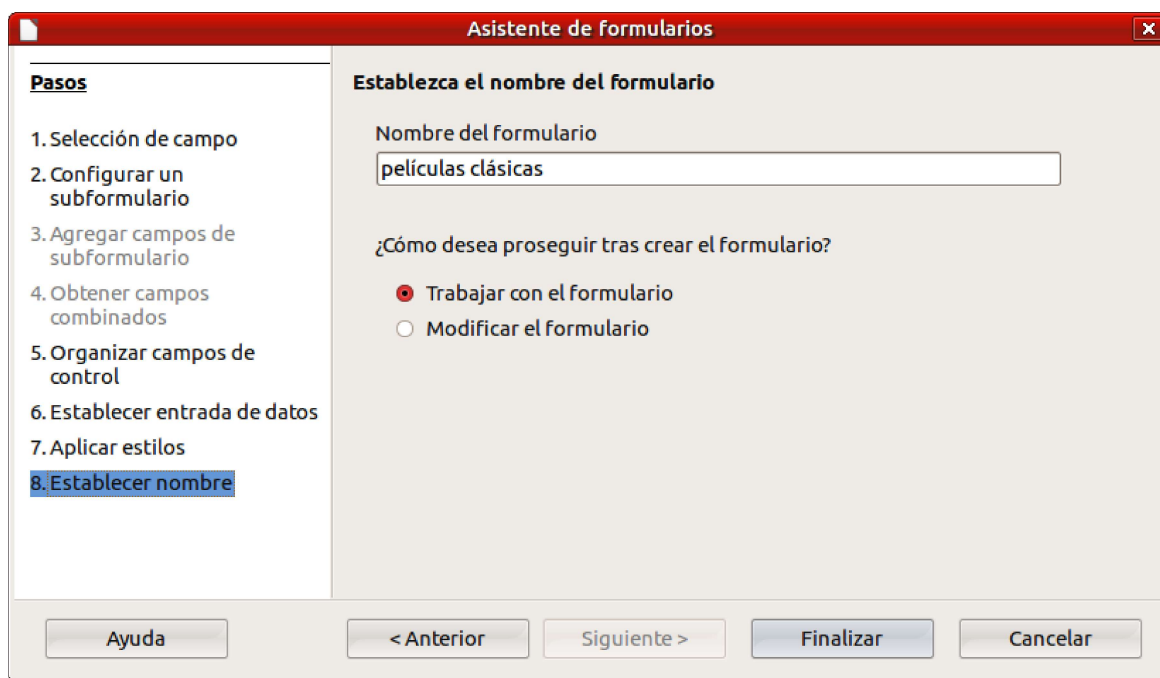 Asistente de formularios
Pasos
1. Selección de campo
2. Configurar un
subformulario
3. Agregar campos de
subformulario
4. Obtener campos
combinados
5. Organizar campos de
control
6. Establecer entrada de datos
7. Aplicar estilos
8. Establecer nombre
Establezca el nombre del formulario
Nombre del formulario
películas clásicas
¿Cómo desea proseguir tras crear el formulario?
Trabajar con el formulario
Modificar el formulario
Ayuda
< Anterior
Siguiente >
Finalizar
Cancelar